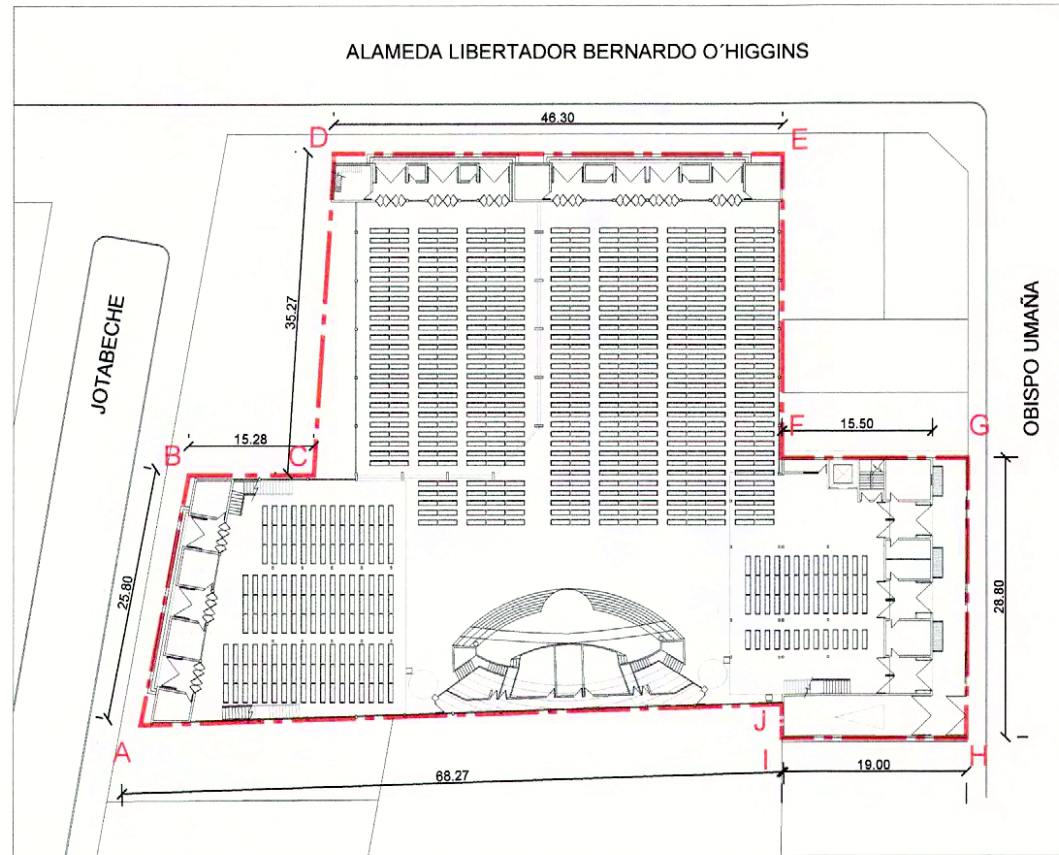 ALAMEDA LIBERTADOR BERNARDO O´HIGGINS
46.30
D
E
35.27
JOTABECHE
OBISPO UMAÑA
15.28
B
C
F
15.50
G
25.80
28.80
A
J
I
H
68.27
19.00